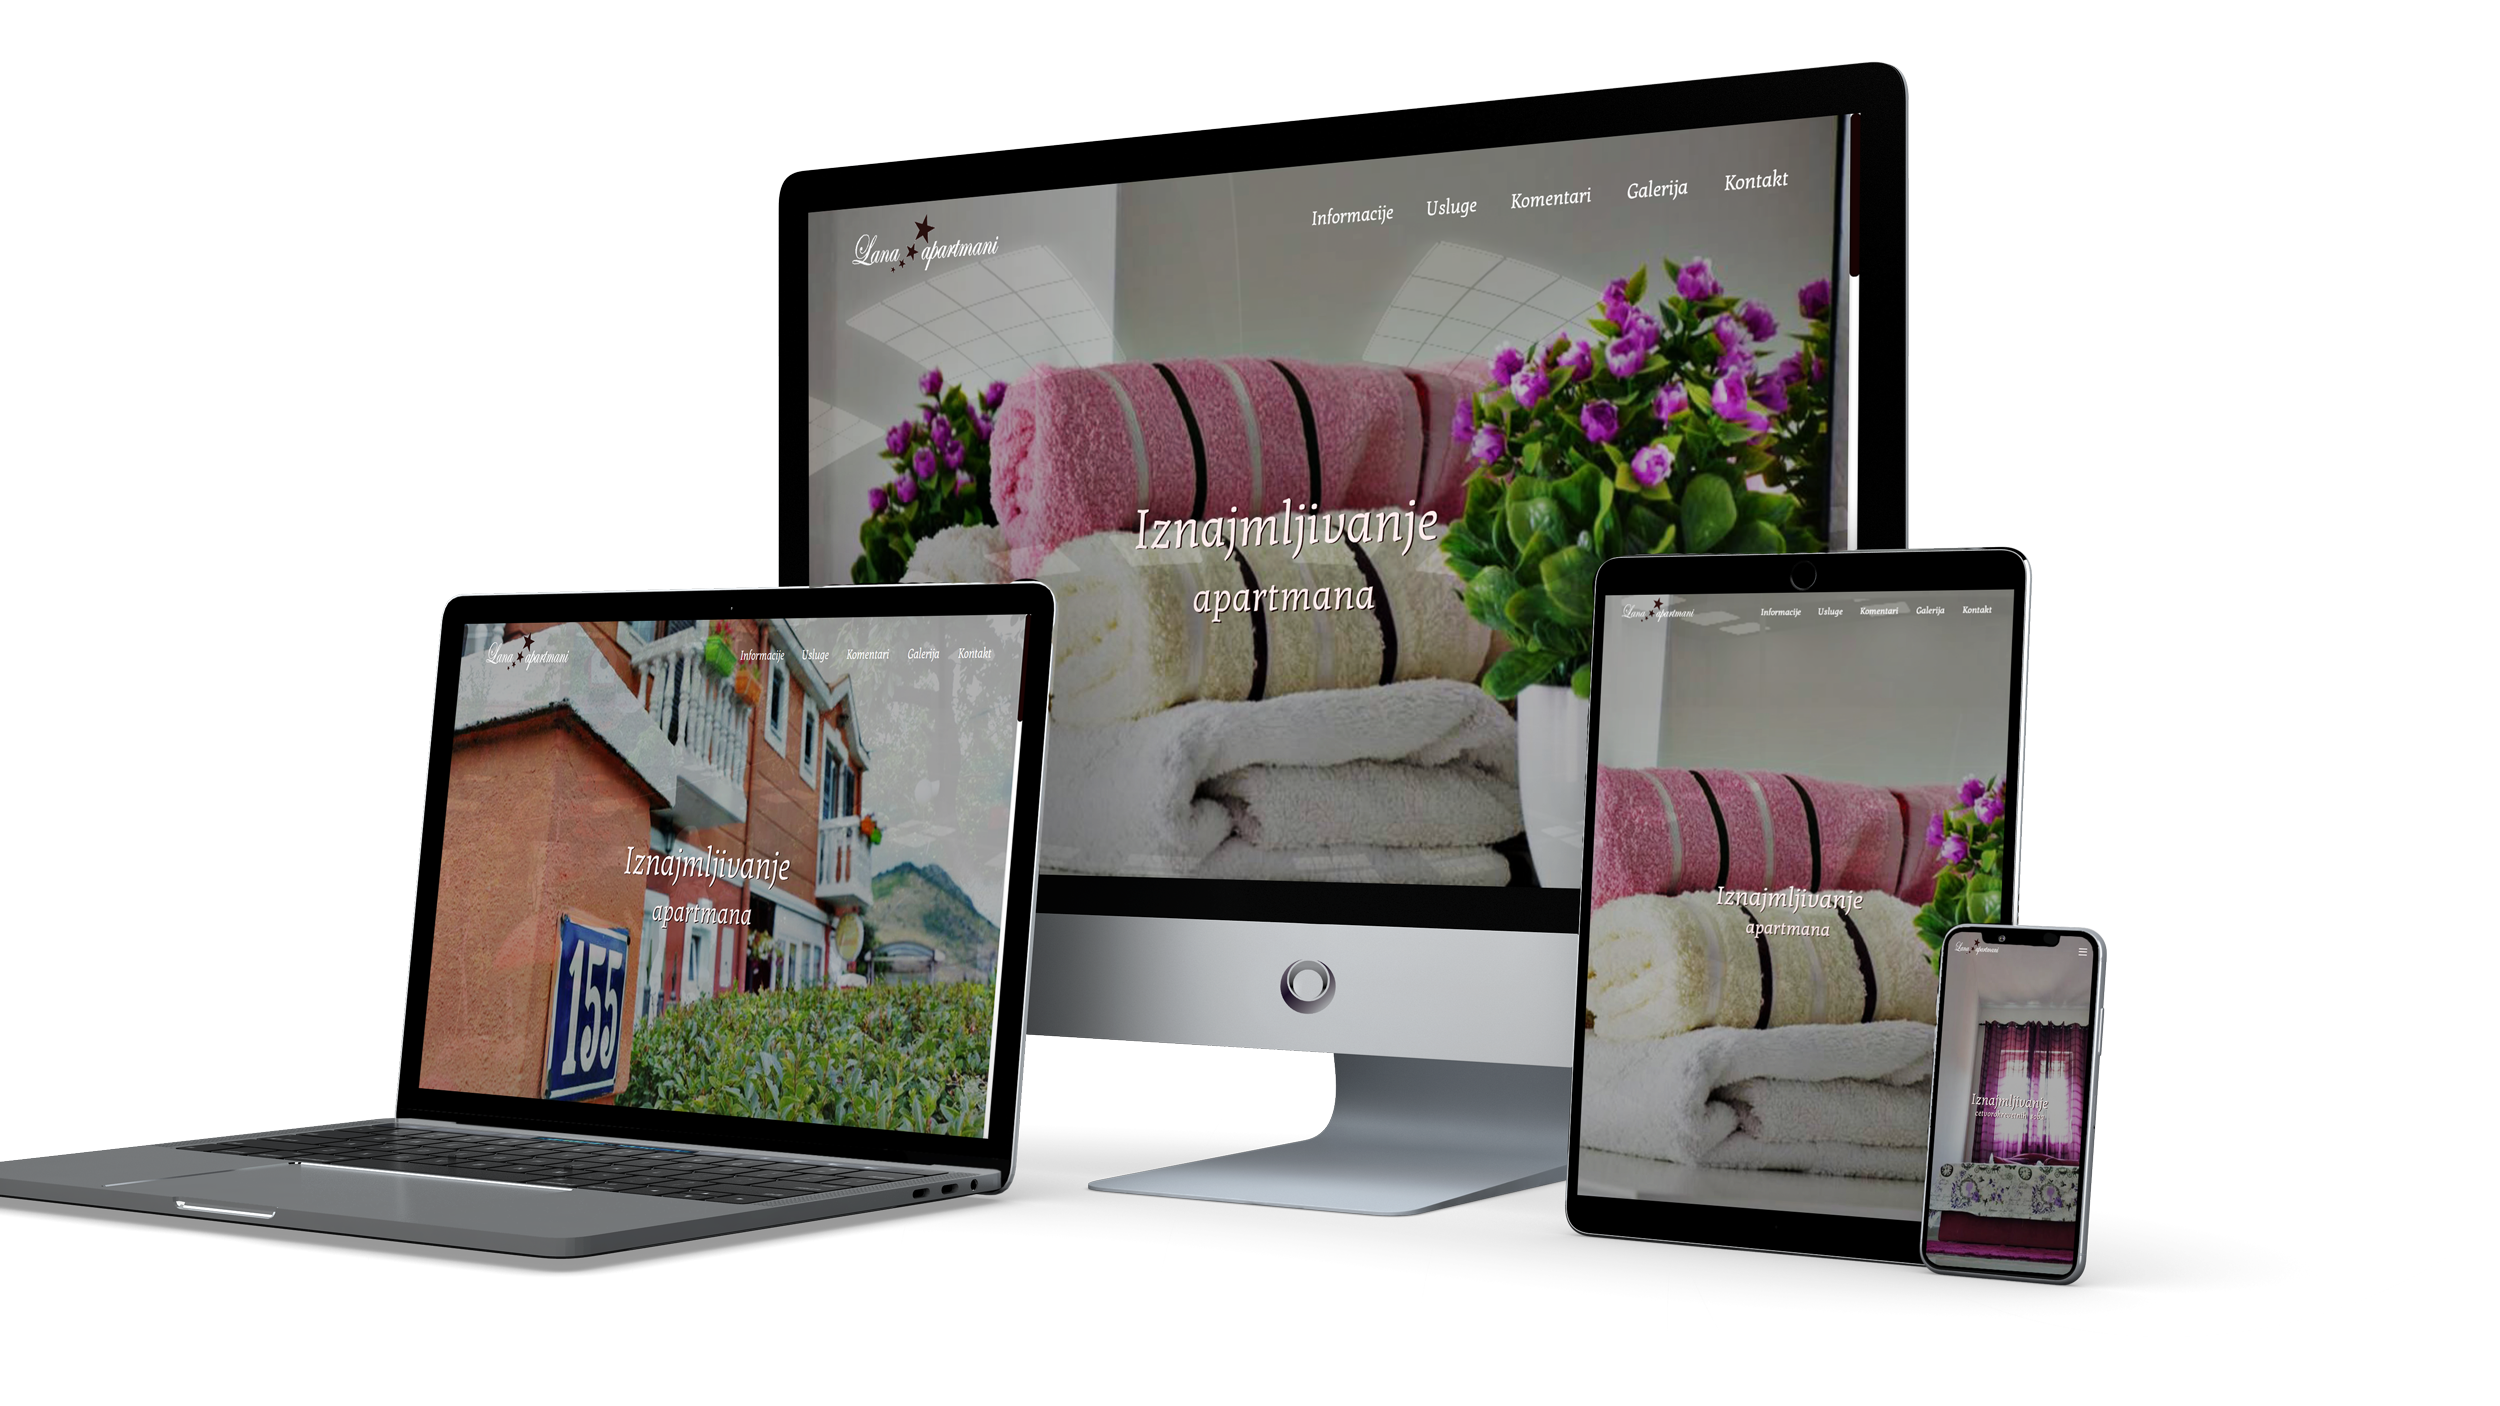 Lana apartmani
Informacije Usluge Komentari Galerija Kontakt
Iznajmljivanje
apartmana
Lana apartmani
Informacije Usluge Komentari Galerija Kontakt
Iznajmljivanje
apartmana
155
Lana apartmani
Informacije Usluge Komentari Galerija Kontakt
Iznajmljivanje
apartmana
Lana apartmani
Iznajmljivanje